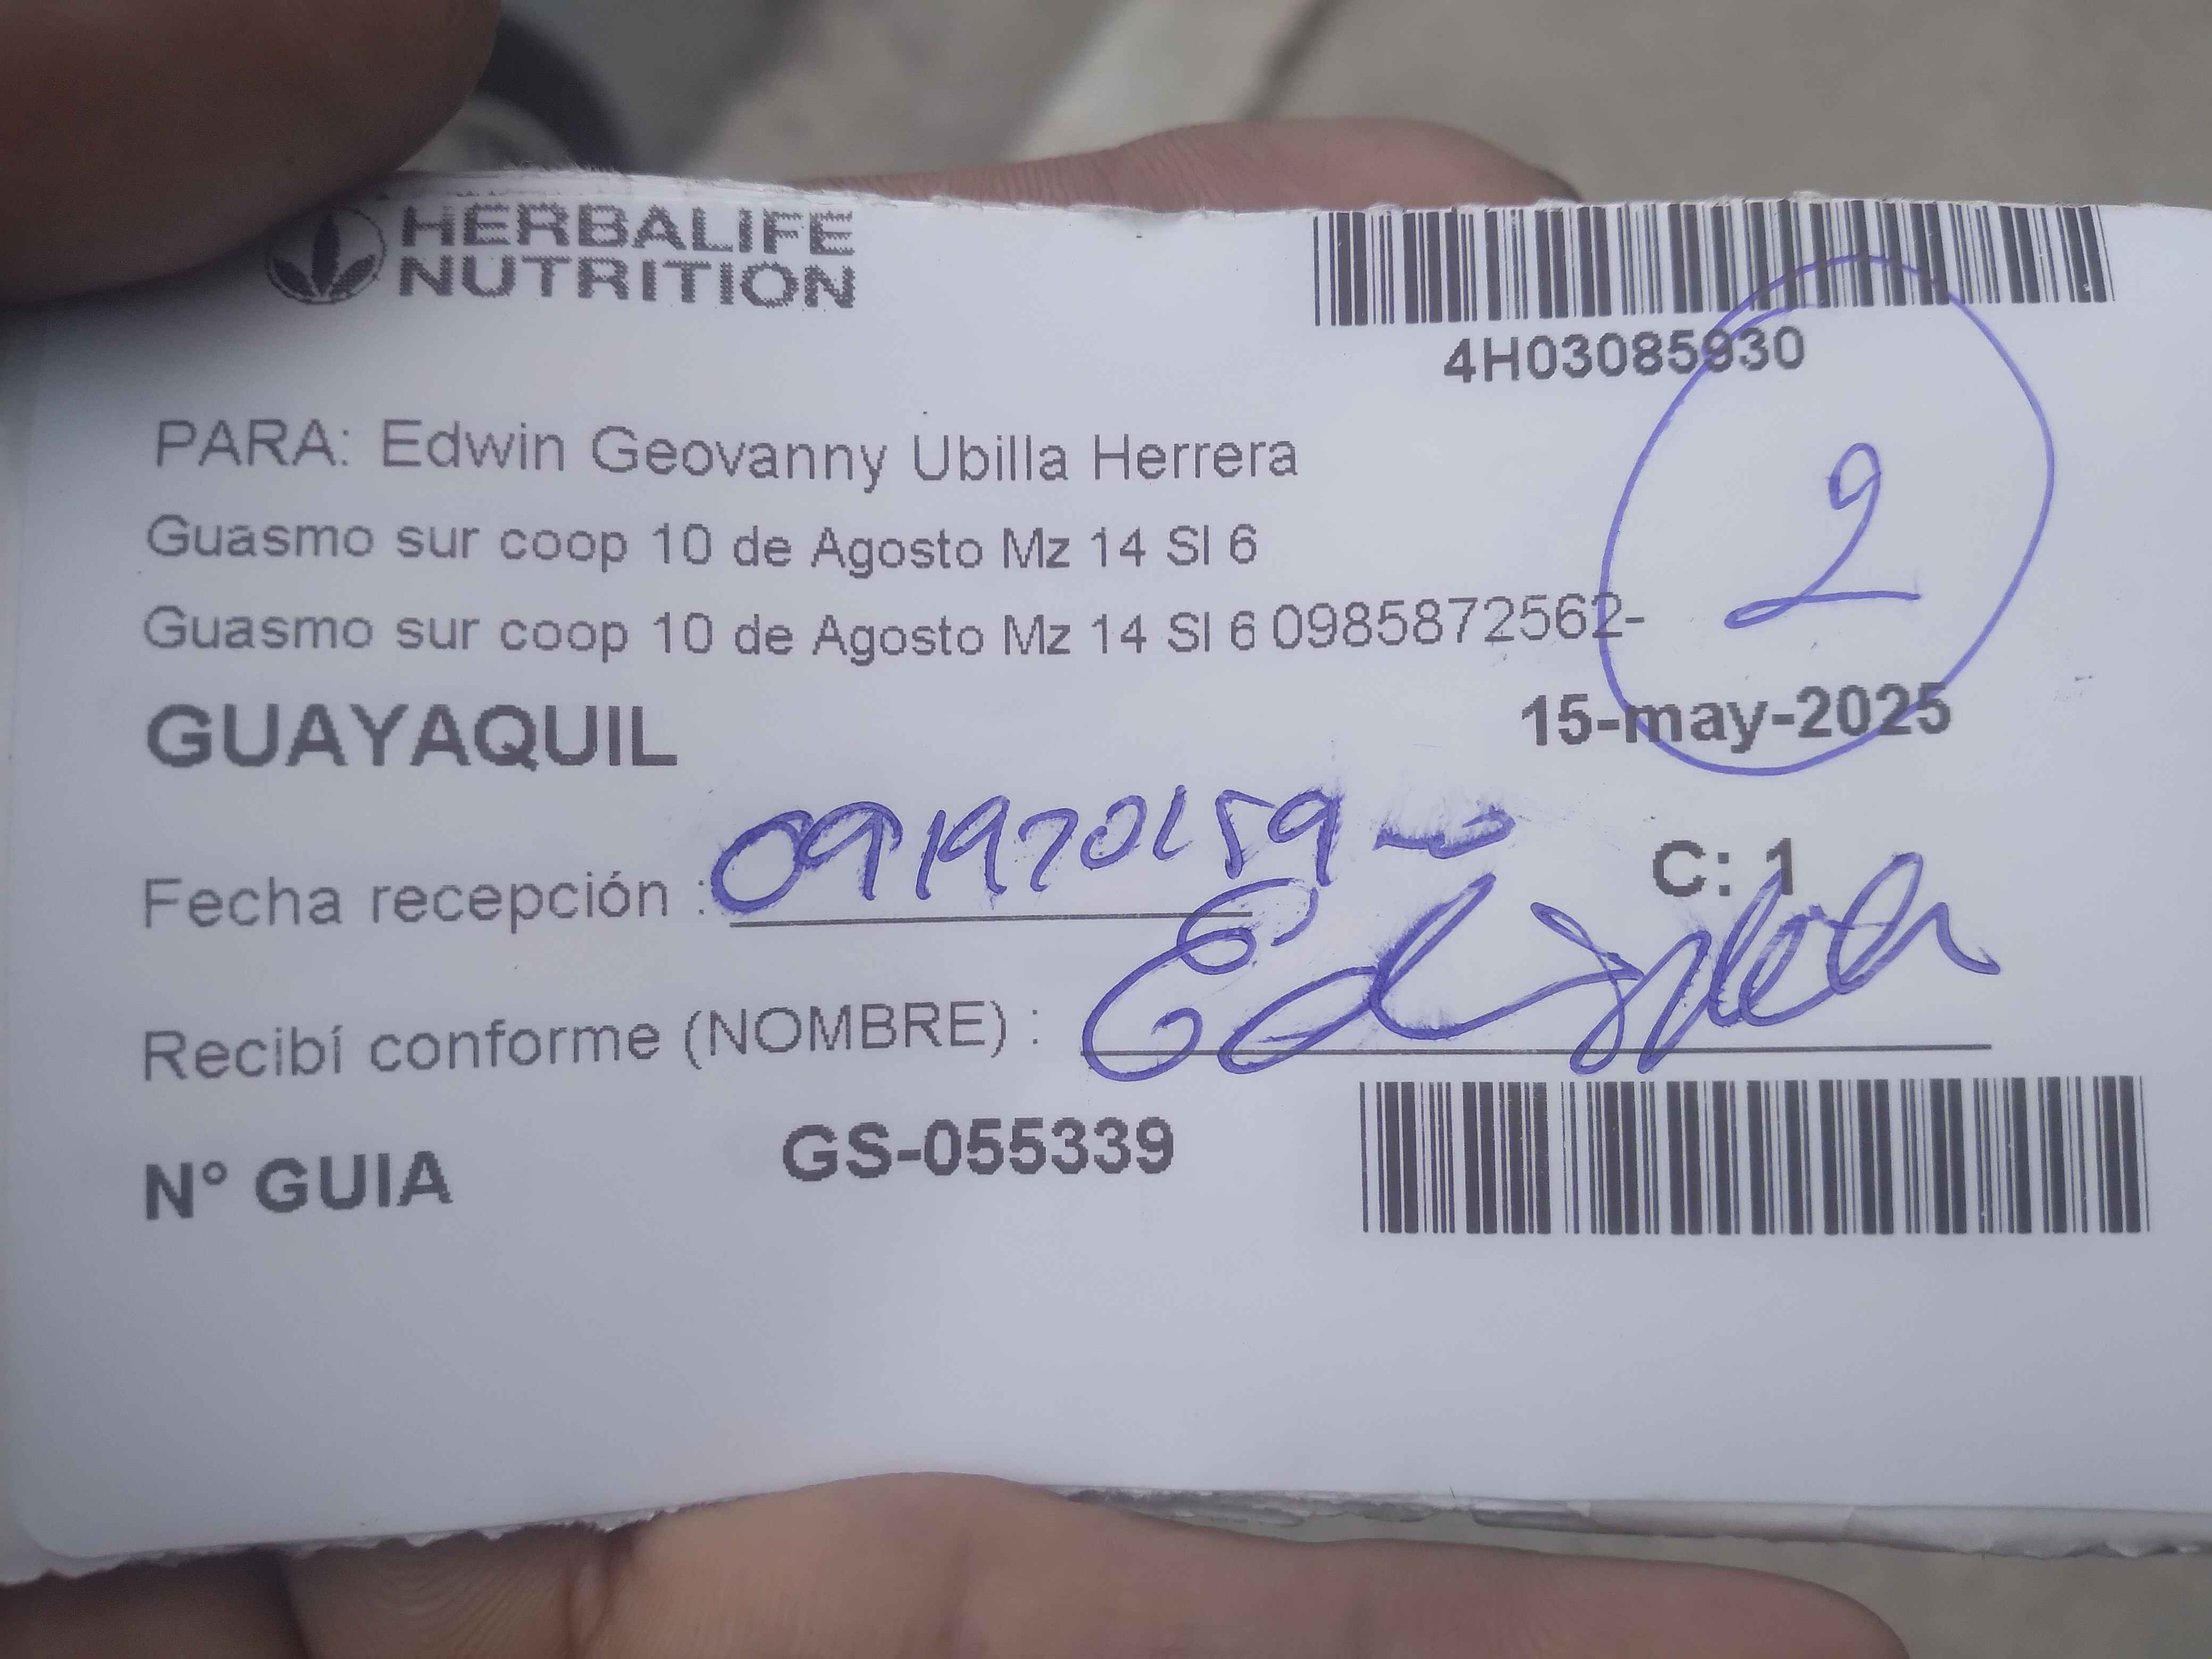 HERBALIFE
NUTRITION
4H03085930
PARA: Edwin Geovanny Ubilla Herrera
Guasmo sur coop 10 de Agosto Mz 14 Sl 6
Guasmo sur coop 10 de Agosto Mz 14 Sl 6 0985872562-
2
GUAYAQUIL
15-may-2025
Fecha recepción : 091970159-0
C: 1
Recibí conforme (NOMBRE) :
N° GUIA GS-055339